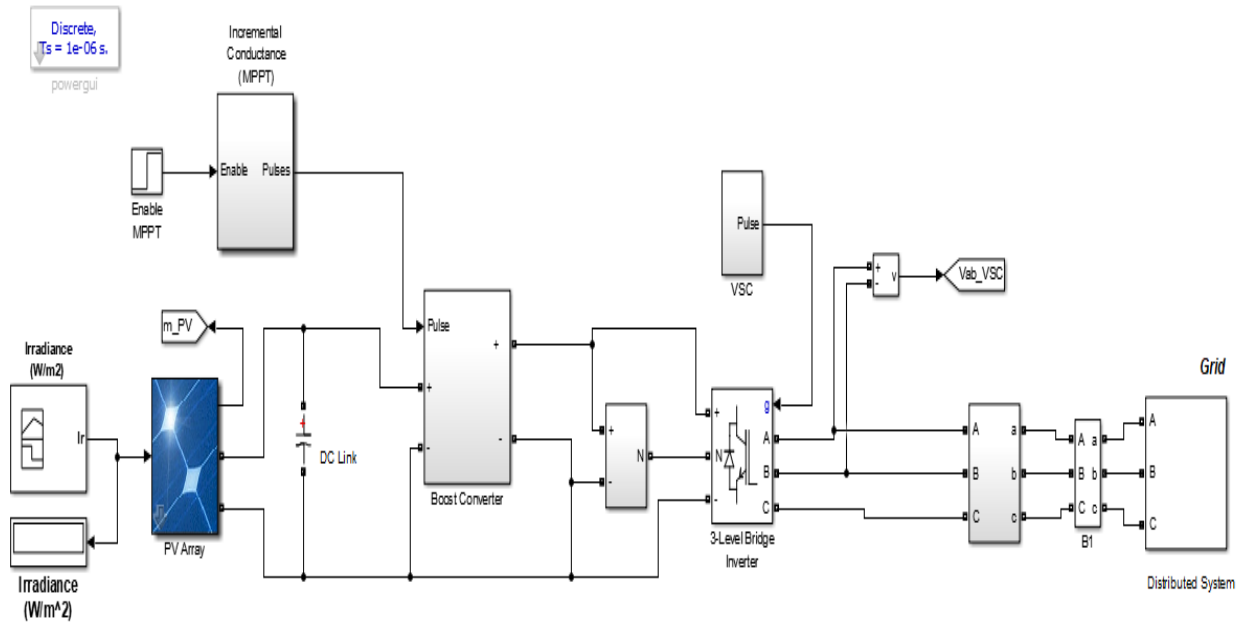 Discrete,
Ts = 1e-06 s.
powergui
Incremental
Conductance
(MPPT)
Enable
Pulses
Enable
MPPT
Pulse
VSC
+
-
v
Vab_VSC
m_PV
Irradiance
(W/m2)
Ir
Irradiance
(W/m^2)
PV Array
+
DC Link
Pulse
+
-
+
-
Boost Converter
+
-
N
+
N
-
g
A
B
C
3-Level Bridge
Inverter
A
B
C
a
b
c
A
B
C
a
b
c
B1
Grid
A
B
C
Distributed System